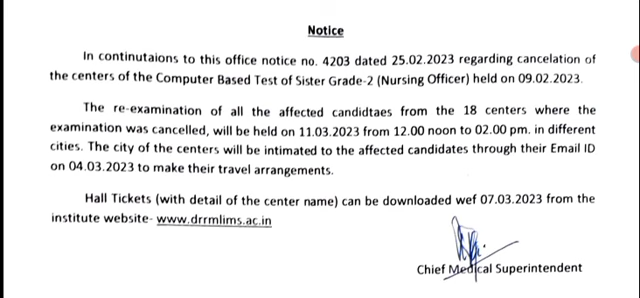 Notice
In continutaions to this office notice no. 4203 dated 25.02.2023 regarding cancelation of
the centers of the Computer Based Test of Sister Grade-2 (Nursing Officer) held on 09.02.2023.
The re-examination of all the affected candidtaes from the 18 centers where the
examination was cancelled, will be held on 11.03.2023 from 12.00 noon to 02.00 pm. in different
cities. The city of the centers will be intimated to the affected candidates through their Email ID
on 04.03.2023 to make their travel arrangements.
Hall Tickets (with detail of the center name) can be downloaded wef 07.03.2023 from the
institute website- www.drrmlims.ac.in
Chief Medical Superintendent